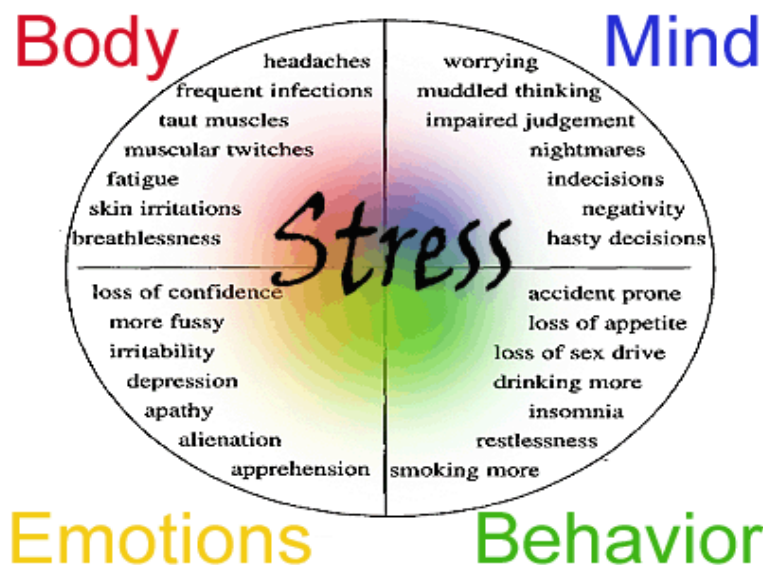 Body
headaches
frequent infections
taut muscles
muscular twitches
fatigue
skin irritations
breathlessness
Mind
worrying
muddled thinking
impaired judgement
nightmares
indecisions
negativity
hasty decisions
Stress
loss of confidence
more fussy
irritability
depression
apathy
alienation
apprehension
Emotions
accident prone
loss of appetite
loss of sex drive
drinking more
insomnia
restlessness
smoking more
Behavior